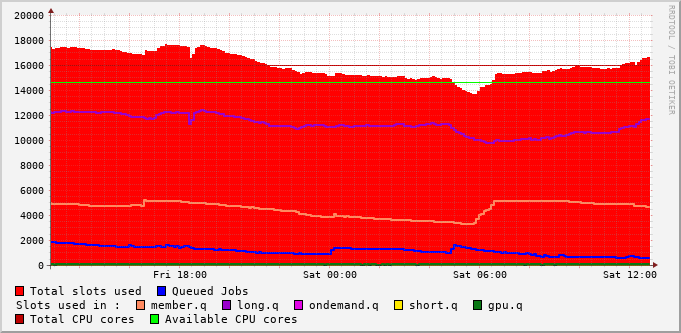 20000
18000
16000
14000
12000
10000
8000
6000
4000
2000
0
Fri 18:00 Sat 00:00 Sat 06:00 Sat 12:00
RRDTOOL / TOBI OETIKER
Total slots used Queued Jobs
Slots used in : member.q long.q ondemand.q short.q gpu.q
Total CPU cores Available CPU cores